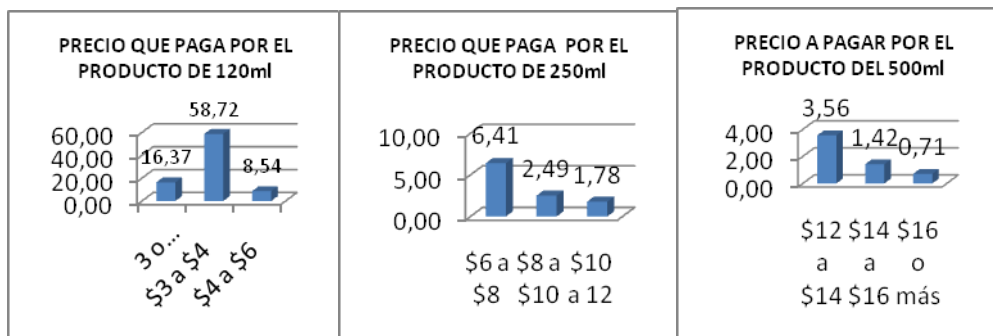 PRECIO QUE PAGA POR EL
PRODUCTO DE 120ml
58,72
60,00
40,00
20,00
0,00
16,37
8,54
3 o...
$3 a $4
$4 a $6
PRECIO QUE PAGA POR EL
PRODUCTO DE 250ml
10,00
5,00
0,00
6,41
2,49
1,78
$6 a $8 a $10
$8 $10 a 12
PRECIO A PAGAR POR EL
PRODUCTO DEL 500ml
3,56
4,00
2,00
0,00
1,42
0,71
$12 $14 $16
a a o
$14 $16 más